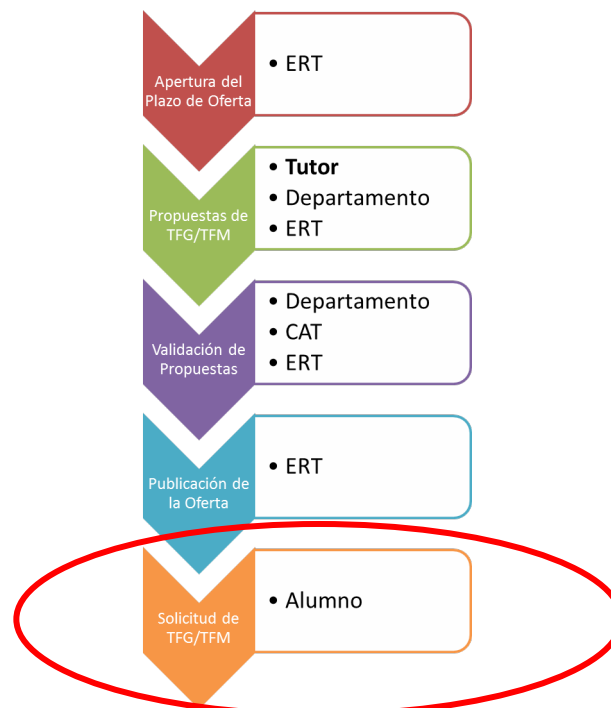 Apertura del
Plazo de Oferta
• ERT
Propuestas de
TFG/TFM
• Tutor
• Departamento
• ERT
Validación de
Propuestas
• Departamento
• CAT
• ERT
Publicación de
la Oferta
• ERT
Solicitud de
TFG/TFM
• Alumno